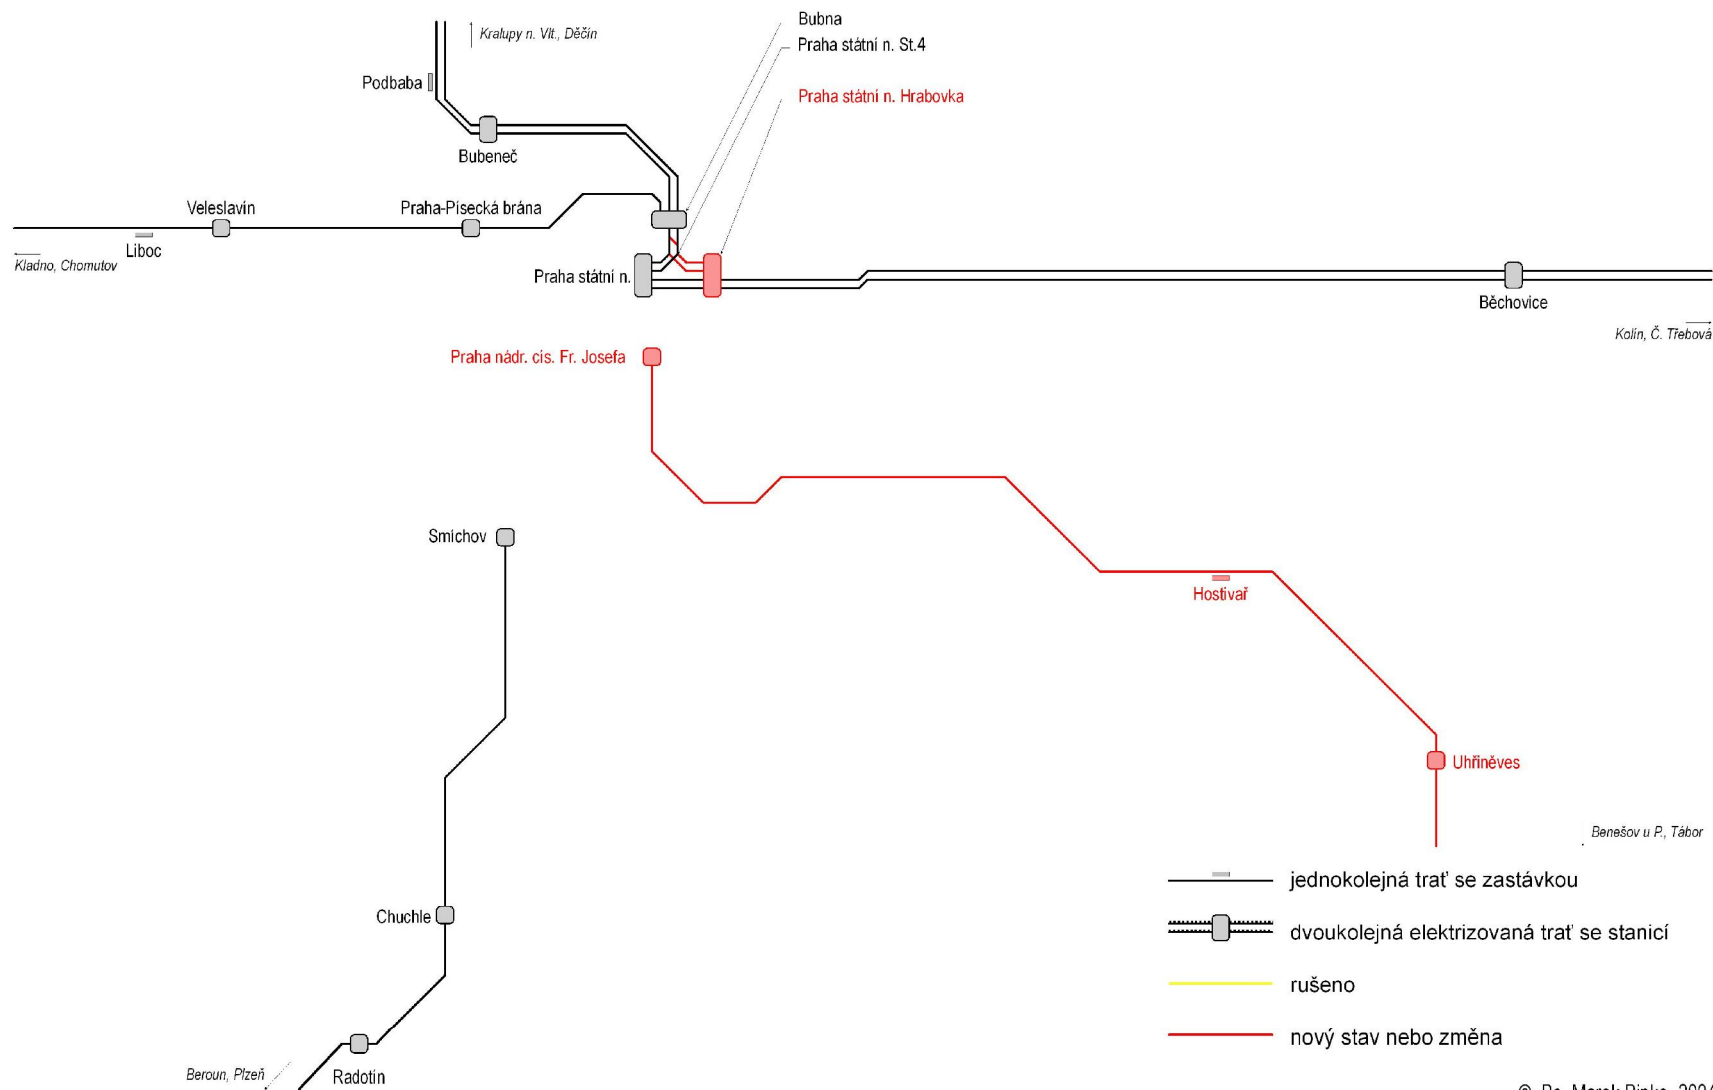 Bubna
Kralupy n. Vlt., Děčín
Praha státní n. St.4
Podbaba
Praha státní n. Hrabovka
Bubeneč
Veleslavín
Praha-Písecká brána
Liboc
Kladno, Chomutov
Praha státní n.
Běchovice
Kolín, Č. Třebová
Praha nádr. cís. Fr. Josefa
Smíchov
Hostivař
Uhříněves
Benešov u P., Tábor
jednokolejná trať se zastávkou
Chuchle
dvoukolejná elektrizovaná trať se stanicí
rušeno
nový stav nebo změna
Beroun, Plzeň
Radotín